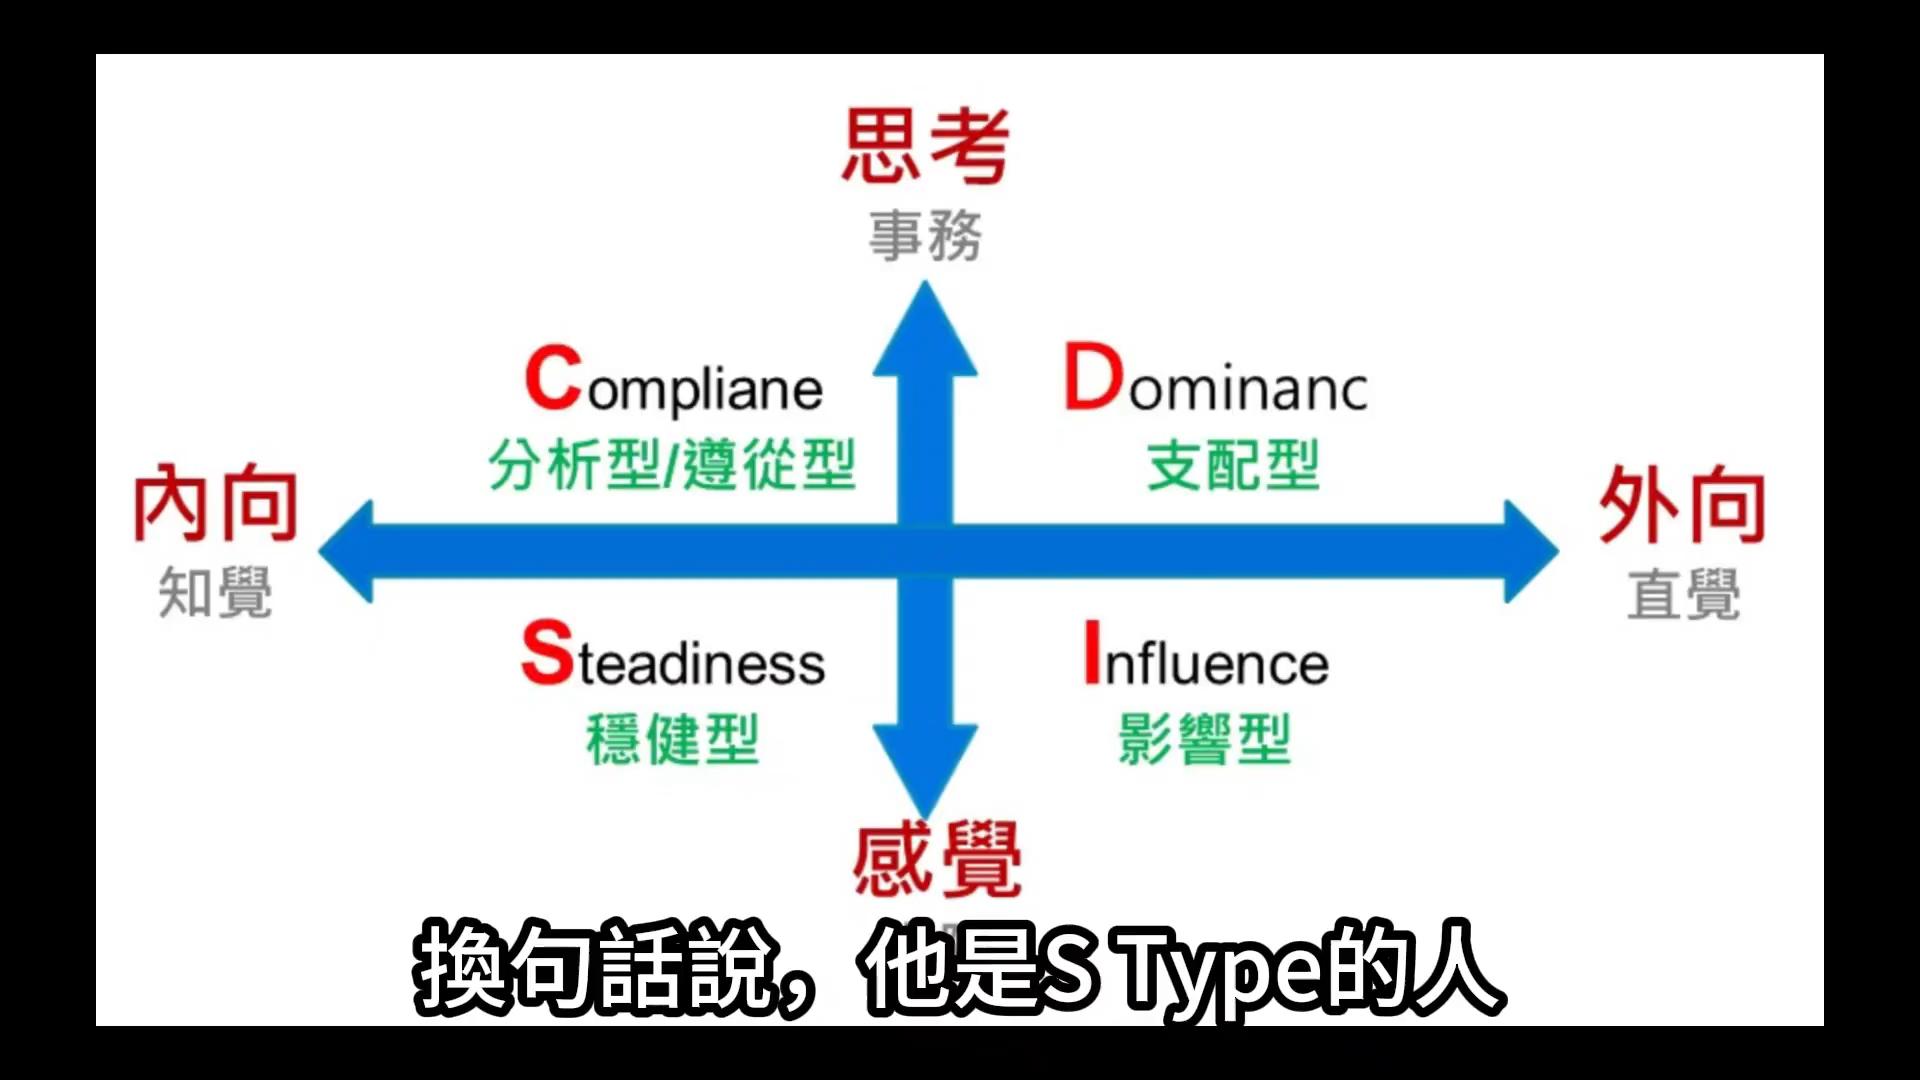 思考
事務
Compliane
分析型/遵從型
Dominanc
支配型
內向
知覺
外向
直覺
Steadiness
穩健型
Influence
影響型
感覺
換句話說，他是S Type的人